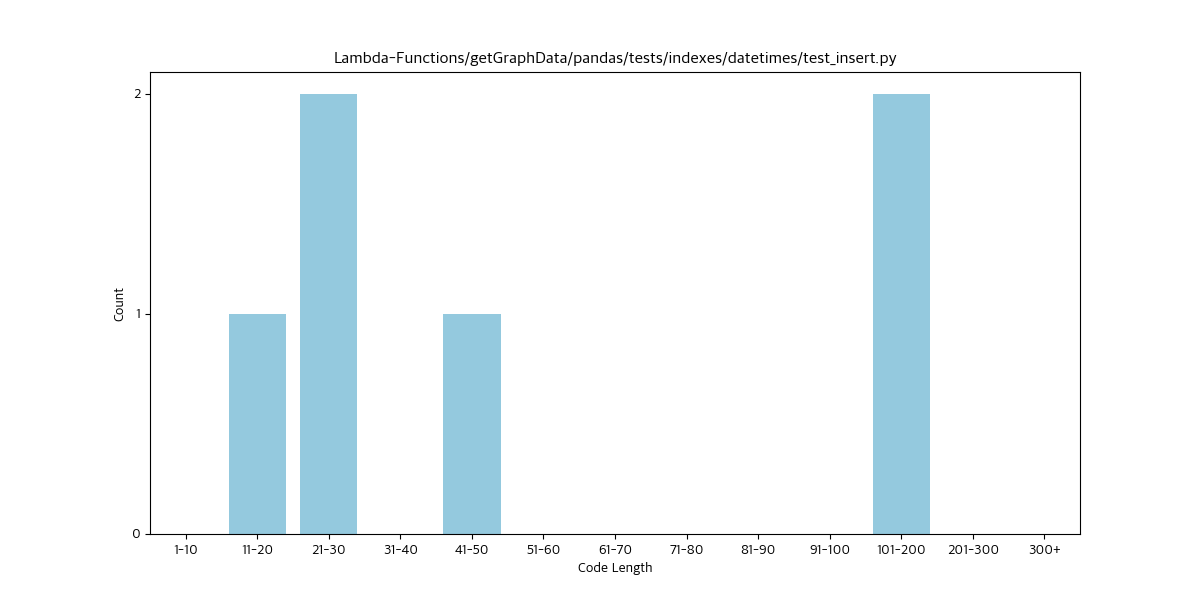 Lambda-Functions/getGraphData/pandas/tests/indexes/datetimes/test_insert.py
2
1
0
Count
1-10 11-20 21-30 31-40 41-50 51-60 61-70 71-80 81-90 91-100 101-200 201-300 300+
Code Length